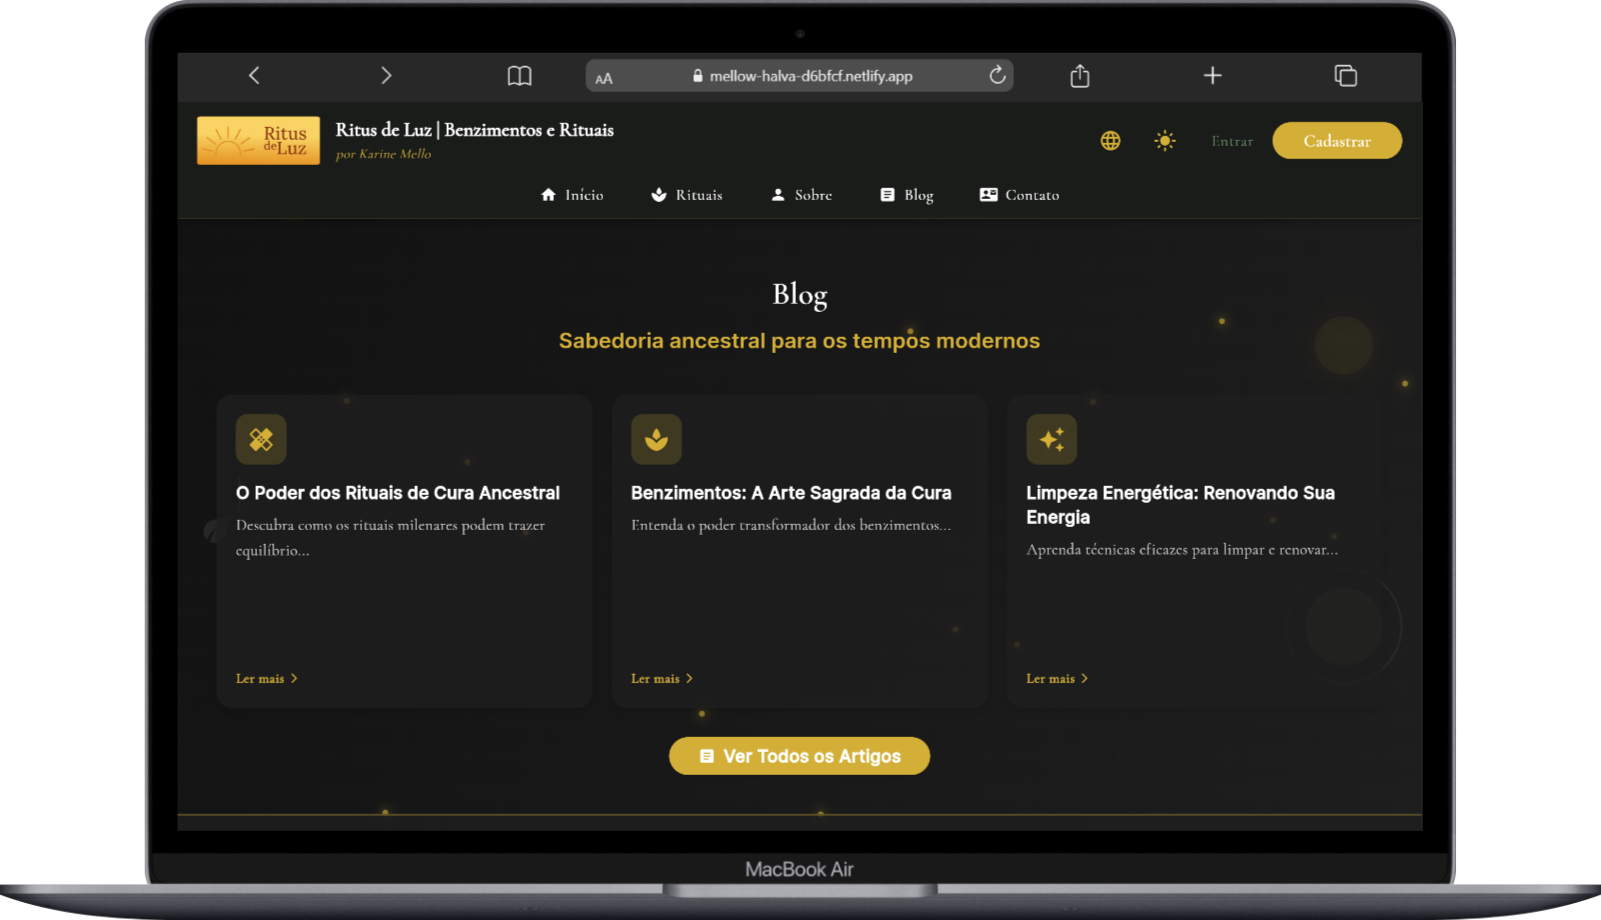 AA mellow-halva-d6bfcf.netlify.app
Ritus
de Luz
Ritus de Luz | Benzimentos e Rituais
por Karine Mello
Entrar
Cadastrar
Início
Rituais
Sobre
Blog
Contato
Blog
Sabedoria ancestral para os tempos modernos
O Poder dos Rituais de Cura Ancestral
Descubra como os rituais milenares podem trazer
equilíbrio...
Ler mais
Benzimentos: A Arte Sagrada da Cura
Entenda o poder transformador dos benzimentos...
Ler mais
Limpeza Energética: Renovando Sua
Energia
Aprenda técnicas eficazes para limpar e renovar...
Ler mais
Ver Todos os Artigos
MacBook Air